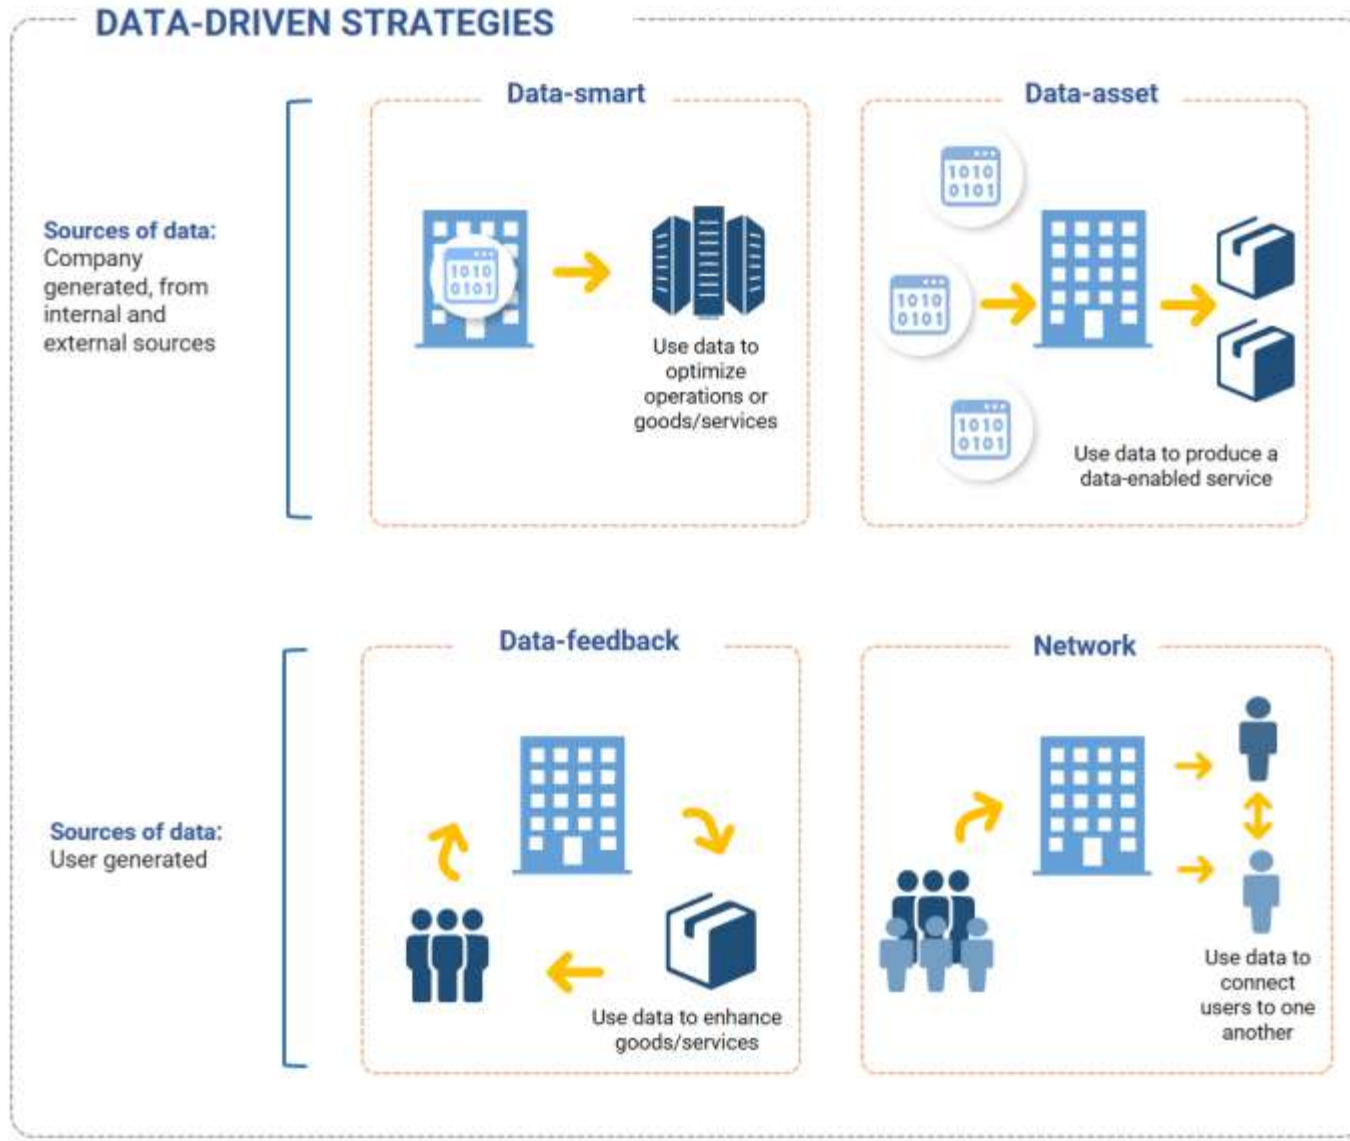 DATA-DRIVEN STRATEGIES
Data-smart
Data-asset
Sources of data:
Company
generated, from
internal and
external sources
1010
0101
Use data to
optimize
operations or
goods/services
1010
0101
1010
0101
1010
0101
Use data to produce a
data-enabled service
Data-feedback
Network
Sources of data:
User generated
Use data to enhance
goods/services
Use data to
connect
users to one
another